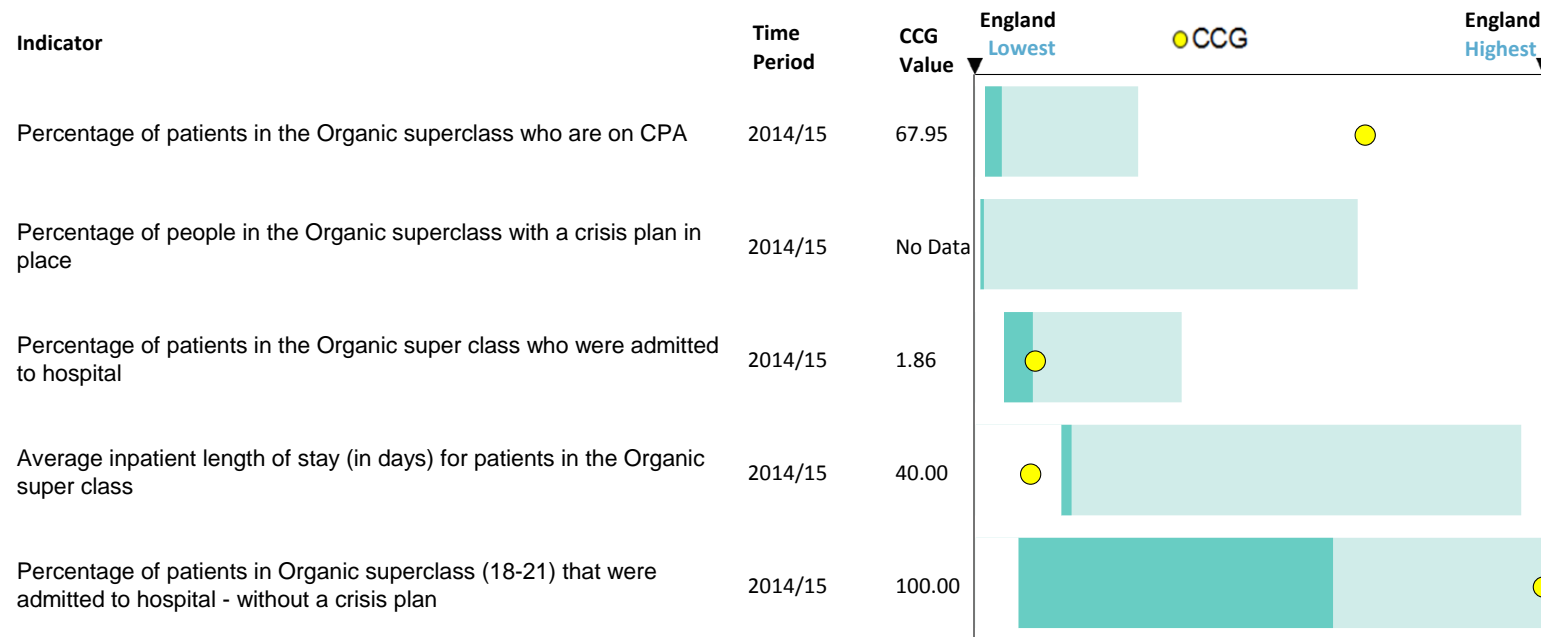 Indicator
Time
Period
CCG
Value
England
Lowest
CCG
England
Highest
Percentage of patients in the Organic superclass who are on CPA
2014/15
67.95
Percentage of people in the Organic superclass with a crisis plan in
place
2014/15
No Data
Percentage of patients in the Organic super class who were admitted
to hospital
2014/15
1.86
Average inpatient length of stay (in days) for patients in the Organic
super class
2014/15
40.00
Percentage of patients in Organic superclass (18-21) that were
admitted to hospital - without a crisis plan
2014/15
100.00